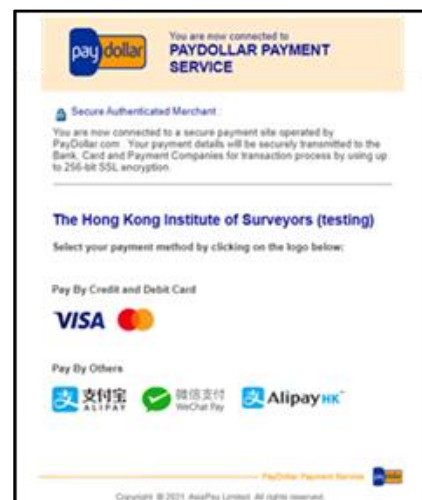 You are now connected to
paydollar
PAYDOLLAR PAYMENT
SERVICE
Secure Authenticated Merchant :
You are now connected to a secure payment site operated by
PayDollar.com. Your payment details will be securely transmitted to the
Bank, Card and Payment Companies for transaction process by using up
to 256-bit SSL encryption.
The Hong Kong Institute of Surveyors (testing)
Select your payment method by clicking on the logo below:
Pay By Credit and Debit Card
VISA
Pay By Others
支 支付宝 微信支付 支 Alipay HK
ALIPAY WeChat Pay
PayDollar Payment Service
Copyright © 2021 AsiaPay Limited. All rights reserved.